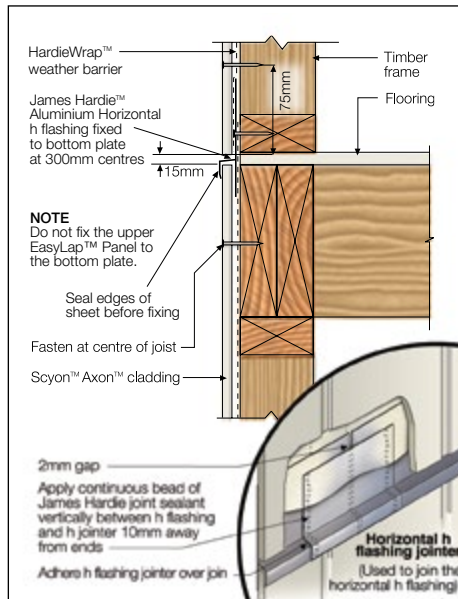 HardieWrap™
weather barrier
James Hardie™
Aluminium Horizontal
h flashing fixed
to bottom plate
at 300mm centres
15mm
75mm
Timber
frame
Flooring
NOTE
Do not fix the upper
EasyLap™ Panel to
the bottom plate.
Seal edges of
sheet before fixing
Fasten at centre of joist
Scyon™ Axon™ cladding
2mm gap
Apply continuous bead of
James Hardie joint sealant
vertically between h flashing
and h jointer 10mm away
from ends
Adhere h flashing jointer over join
Horizontal h
flashing jointer
(Used to join the
horizontal h flashing)